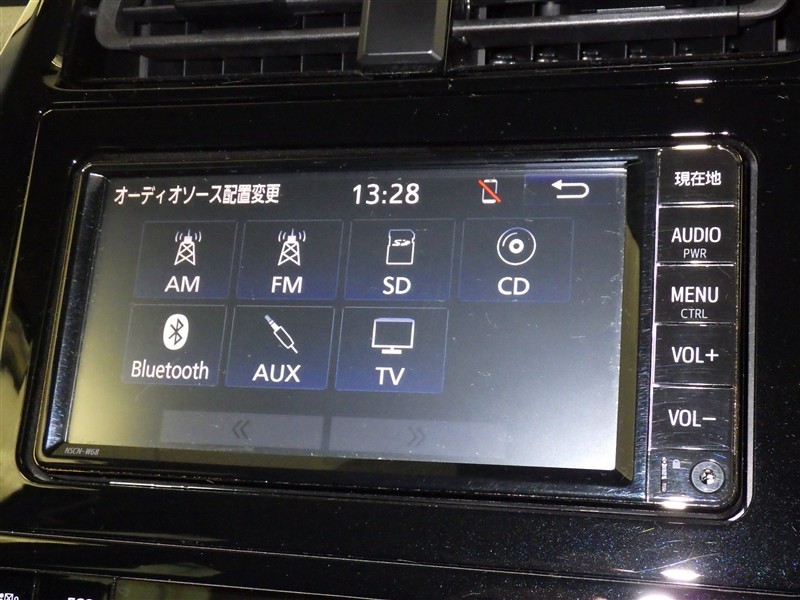 オーディオソース配置変更
13:28
AM
FM
SD
CD
Bluetooth
AUX
TV
NSCN-W68
現在地
AUDIO
PWR
MENU
CTRL
VOL+
VOL-